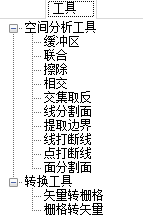 工具
空间分析工具
缓冲区
联合
擦除
相交
交集取反
线分割面
提取边界
线打断线
点打断线
面分割面
转换工具
矢量转栅格
栅格转矢量